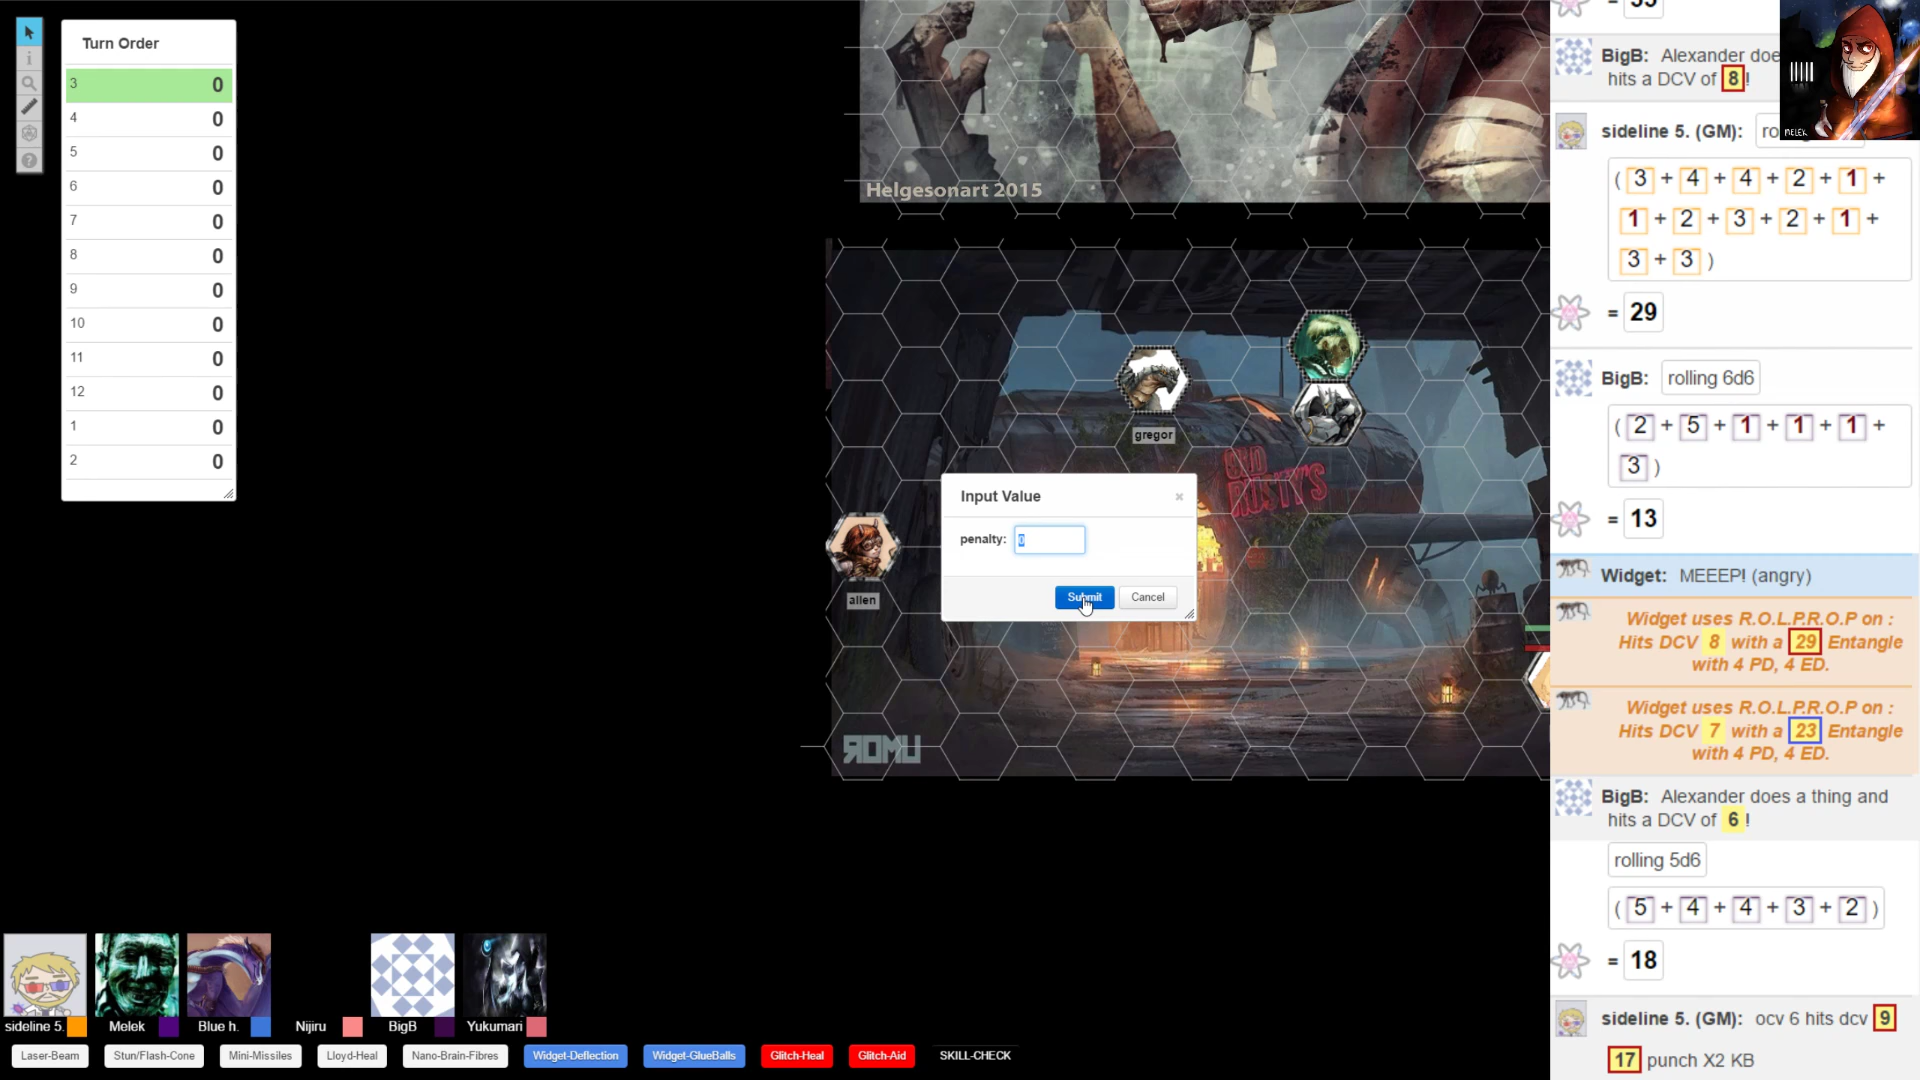 Turn Order
3 0
4 0
5 0
6 0
7 0
8 0
9 0
10 0
11 0
12 0
1 0
2 0
Helgesonart 2015
gregor
RUSTY'S
allen
ROMU
Input Value
×
penalty: 0
Submit Cancel
sideline 5. Melek Blue h. Nijiru BigB Yukumari
Laser-Beam Stun/Flash-Cone Mini-Missiles Lloyd-Heal Nano-Brain-Fibres Widget-Deflection Widget-GlueBalls Glitch-Heal Glitch-Aid SKILL-CHECK
MELEK
BigB: Alexander doe
hits a DCV of 8!
sideline 5. (GM): ro
( 3 + 4 + 4 + 2 + 1 +
1 + 2 + 3 + 2 + 1 +
3 + 3 )
= 29
BigB: rolling 6d6
( 2 + 5 + 1 + 1 + 1 +
3 )
= 13
Widget: MEEEP! (angry)
Widget uses R.O.L.P.R.O.P on :
Hits DCV 8 with a 29 Entangle
with 4 PD, 4 ED.
Widget uses R.O.L.P.R.O.P on :
Hits DCV 7 with a 23 Entangle
with 4 PD, 4 ED.
BigB: Alexander does a thing and
hits a DCV of 6!
rolling 5d6
( 5 + 4 + 4 + 3 + 2 )
= 18
sideline 5. (GM): ocv 6 hits dcv 9
17 punch X2 KB